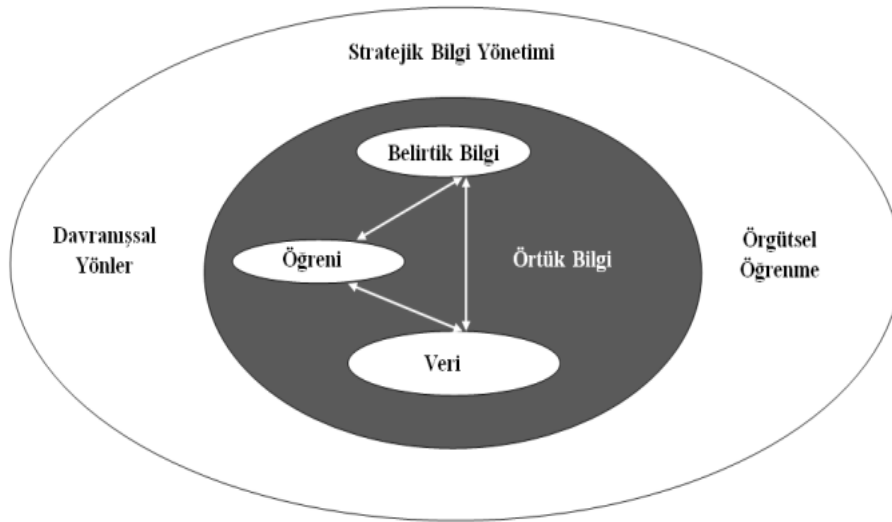 Stratejik Bilgi Yönetimi
Belirtik Bilgi
Davranışsal
Yönler
Öğreni
Örtük Bilgi
Örgütsel
Öğrenme
Veri